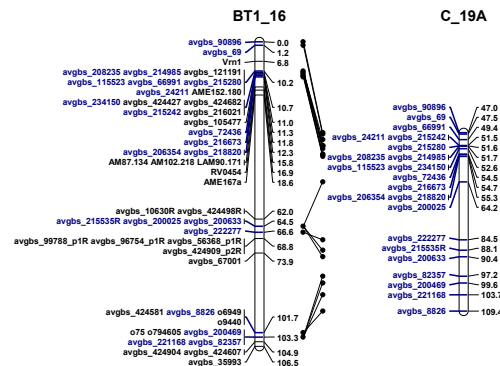 BT1_16
avgbs_90896 0.0
avgbs_69 1.2
Vrn1 6.8
avgbs_208235 avgbs_214985 avgbs_121191
avgbs_115523 avgbs_66991 avgbs_215280 10.2
avgbs_24211 AME152.180
avgbs_234150 avgbs_424427 avgbs_424682 10.7
avgbs_215242 avgbs_216021 11.0
avgbs_105477 11.3
avgbs_72436 11.8
avgbs_216673 12.3
avgbs_206354 avgbs_218820 15.8
AM87.134 AM102.218 LAM90.171 16.9
RV0454 18.6
AME167a
avgbs_10630R avgbs_424498R 62.0
avgbs_215535R avgbs_200025 avgbs_200633 64.5
avgbs_222277 66.6
avgbs_99788_p1R avgbs_96754_p1R avgbs_56368_p1R 68.8
avgbs_424909_p2R
avgbs_67001 73.9
avgbs_424581 avgbs_8826 o6949 101.7
o9440
o75 o794605 avgbs_200469 103.3
avgbs_221168 avgbs_82357
avgbs_424904 avgbs_424607 104.9
avgbs_35993 106.5
C_19A
avgbs_90896 47.0
avgbs_69 47.5
avgbs_66991 49.4
avgbs_24211 avgbs_215242 51.5
avgbs_215280 51.6
avgbs_208235 avgbs_214985 51.7
avgbs_115523 avgbs_234150 52.6
avgbs_72436 54.5
avgbs_216673 54.7
avgbs_206354 avgbs_218820 55.3
avgbs_200025 64.2
avgbs_222277 84.5
avgbs_215535R 88.1
avgbs_200633 90.4
avgbs_82357 97.2
avgbs_200469 99.6
avgbs_221168 103.7
avgbs_8826 109.4